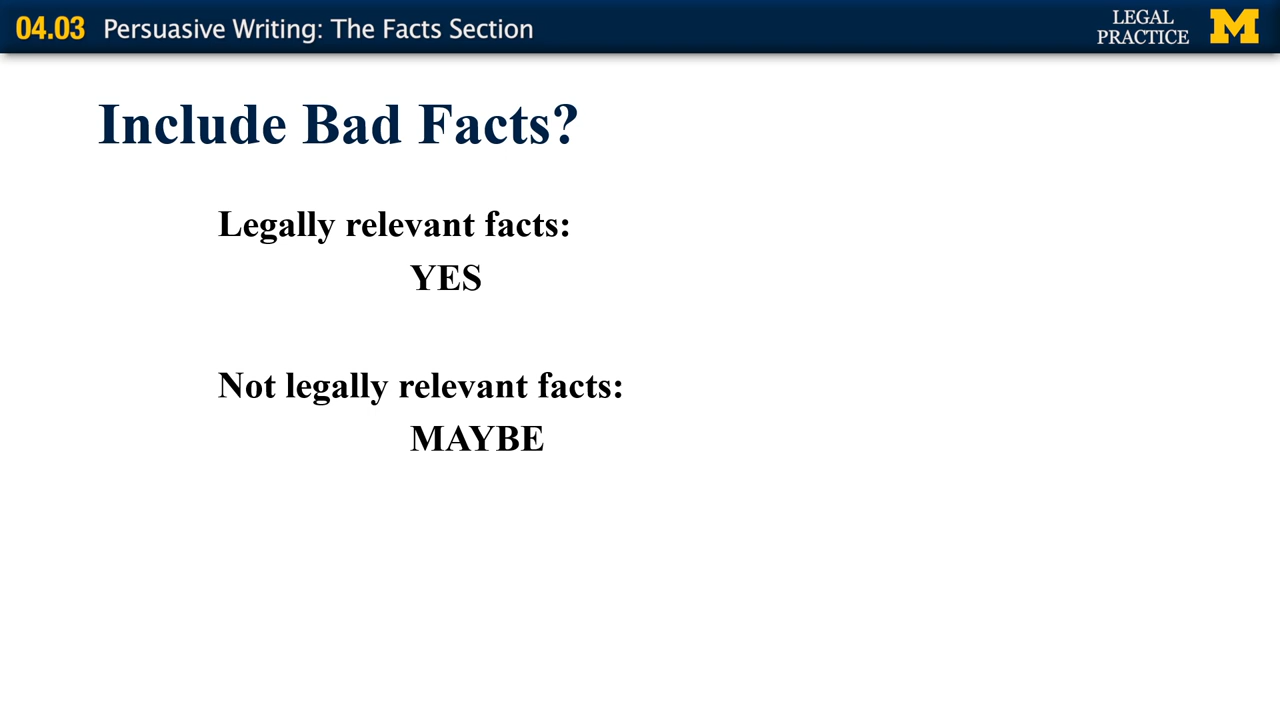 04.03 Persuasive Writing: The Facts Section
LEGAL
PRACTICE
M
Include Bad Facts?
Legally relevant facts:
YES
Not legally relevant facts:
MAYBE